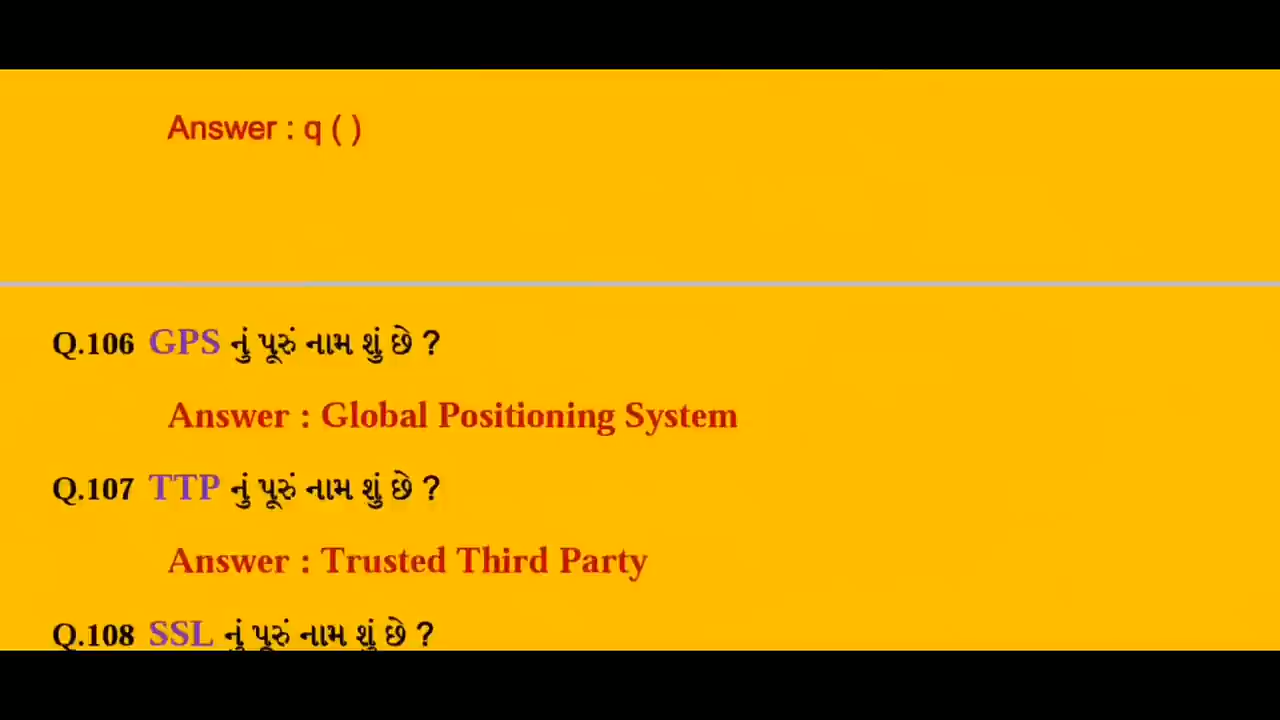 Answer : q ( )
Q.106 GPS નું પૂરું નામ શું છે ?
Answer : Global Positioning System
Q.107 TTP નું પૂરું નામ શું છે ?
Answer : Trusted Third Party
Q.108 SSL નું પૂરું નામ શું છે ?